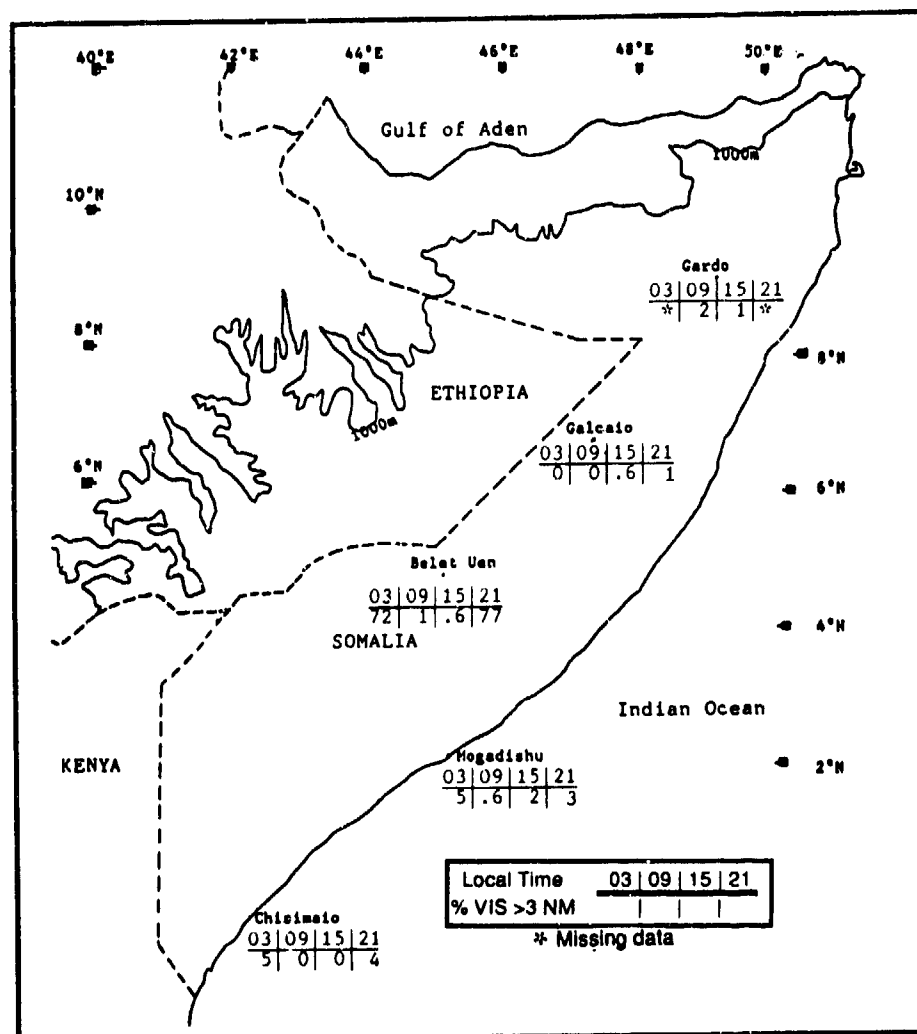 40°E 42°E 44°E 46°E 48°E 50°E
Gulf of Aden
1000m
10°N
Gardo
03 | 09 | 15 | 21
* | 2 | 1 | *
8°N
8°N
ETHIOPIA
1000m
Galcaio
03 | 09 | 15 | 21
0 | 0 | .6 | 1
6°N
6°N
Belet Uen
03 | 09 | 15 | 21
72 | 1 | .6 | 77
SOMALIA
4°N
Indian Ocean
KENYA
Mogadishu
03 | 09 | 15 | 21
5 | .6 | 2 | 3
2°N
Local Time 03 | 09 | 15 | 21
% VIS >3 NM
* Missing data
Chisimaio
03 | 09 | 15 | 21
5 | 0 | 0 | 4